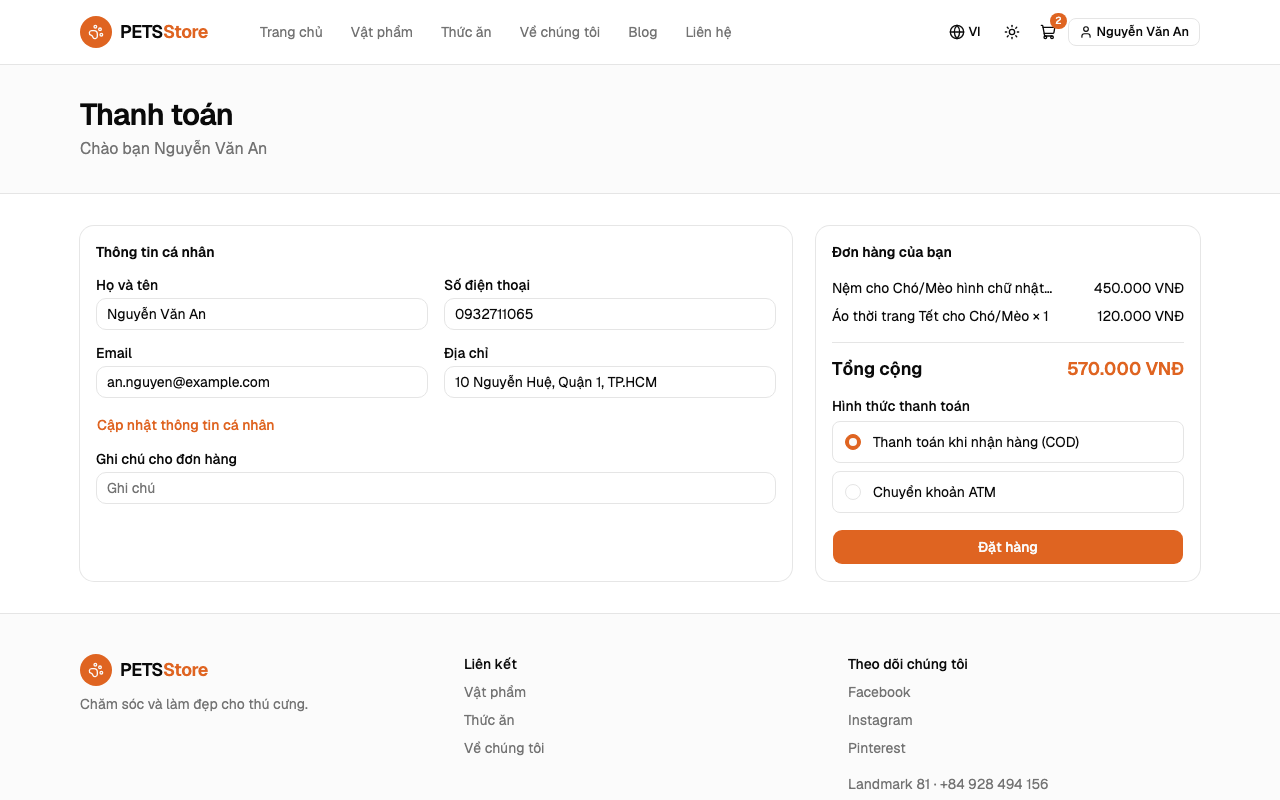 PETSStore
Trang chủ
Vật phẩm
Thức ăn
Về chúng tôi
Blog
Liên hệ
VI
2
Nguyễn Văn An
Thanh toán
Chào bạn Nguyễn Văn An
Thông tin cá nhân
Họ và tên
Số điện thoại
Nguyễn Văn An
0932711065
Email
Địa chỉ
an.nguyen@example.com
10 Nguyễn Huệ, Quận 1, TP.HCM
Cập nhật thông tin cá nhân
Ghi chú cho đơn hàng
Ghi chú
Đơn hàng của bạn
Nệm cho Chó/Mèo hình chữ nhật... 450.000 VNĐ
Áo thời trang Tết cho Chó/Mèo × 1 120.000 VNĐ
Tổng cộng 570.000 VNĐ
Hình thức thanh toán
Thanh toán khi nhận hàng (COD)
Chuyển khoản ATM
Đặt hàng
PETSStore
Chăm sóc và làm đẹp cho thú cưng.
Liên kết
Vật phẩm
Thức ăn
Về chúng tôi
Theo dõi chúng tôi
Facebook
Instagram
Pinterest
Landmark 81 · +84 928 494 156